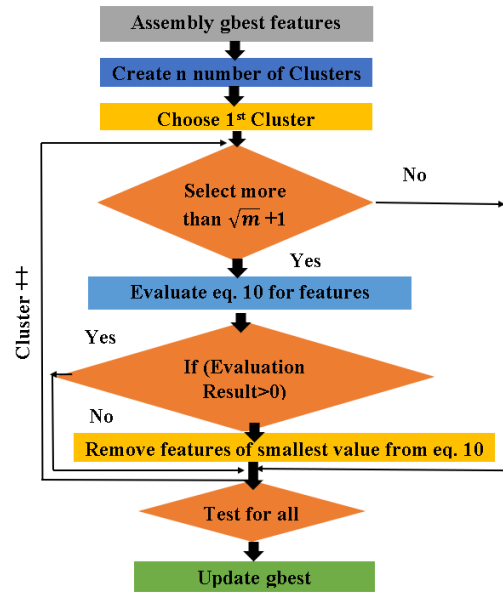 Assembly gbest features
Create n number of Clusters
Choose 1st Cluster
No
Select more
than √m +1
Yes
Evaluate eq. 10 for features
Cluster ++
Yes
If (Evaluation
Result>0)
No
Remove features of smallest value from eq. 10
Test for all
Update gbest